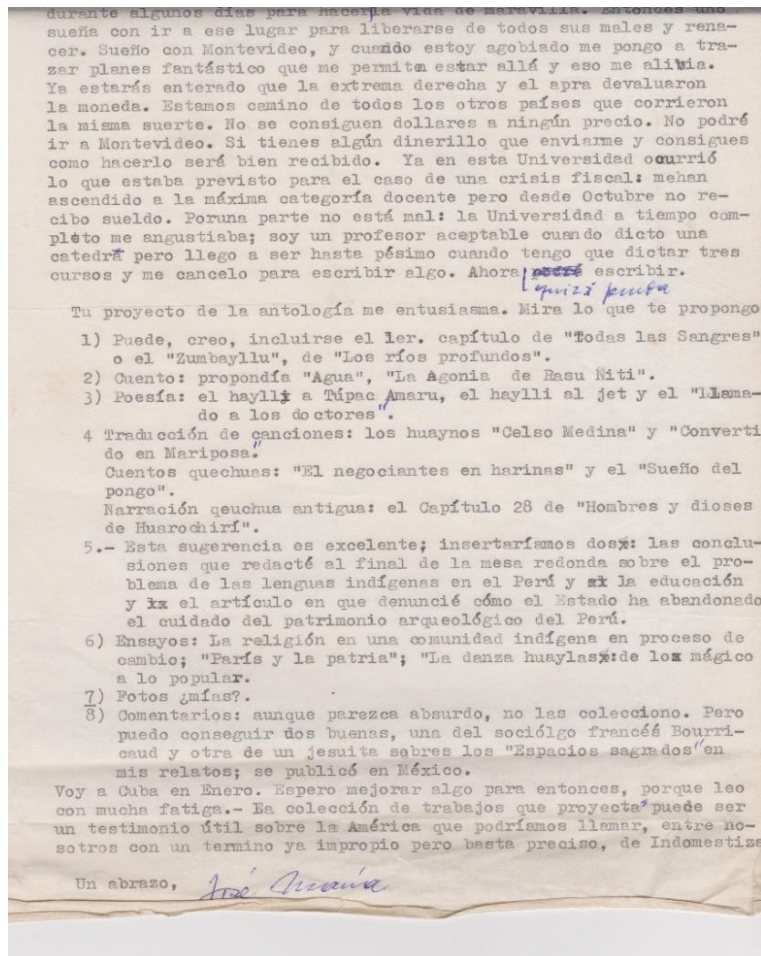 durante algunos días para hacerla vida de maravilla. Entonces uno
sueña con ir a ese lugar para liberarse de todos sus males y rena-
cer. Sueño con Montevideo, y cuando estoy agobiado me pongo a tra-
zar planes fantástico que me permita estar allá y eso me alivia.
Ya estarás enterado que la extrema derecha y el apra devaluaron
la moneda. Estamos camino de todos los otros países que corrieron
la misma suerte. No se consiguen dollares a ningún precio. No podré
ir a Montevideo. Si tienes algún dinerillo que enviarme y consigues
como hacerlo será bien recibido. Ya en esta Universidad ocurrió
lo que estaba previsto para el caso de una crisis fiscal: mehan
ascendido a la máxima categoría docente pero desde Octubre no re-
cibo sueldo. Poruna parte no está mal: la Universidad a tiempo com-
pléto me angustiaba; soy un profesor aceptable cuando dicto una
catedra pero llego a ser hasta pésimo cuando tengo que dictar tres
cursos y me cancelo para escribir algo. Ahora escribir.
quizá pueda
Tu proyecto de la antología me entusiasma. Mira lo que te propongo
1) Puede, creo, incluirse el 1er. capítulo de "Todas las Sangres"
o el "Zumbayllu", de "Los ríos profundos".
2) Cuento: propondía "Agua", "La Agonia de Rasu Ñiti".
3) Poesía: el haylli a Túpac Amaru, el haylli al jet y el "Llama-
do a los doctores".
4 Traducción de canciones: los huaynos "Celso Medina" y "Converti
do en Mariposa."
Cuentos quechuas: "El negociantes en harinas" y el "Sueño del
pongo".
Narración qeuchua antigua: el Capítulo 28 de "Hombres y dioses
de Huarochirí".
5.- Esta sugerencia es excelente; insertaríamos dos: las conclu-
siones que redacté al final de la mesa redonda sobre el pro-
blema de las lenguas indígenas en el Perú y la educación
y el artículo en que denuncié cómo el Estado ha abandonado
el cuidado del patrimonio arqueológico del Perú.
6) Ensayos: La religión en una comunidad indígena en proceso de
cambio; "París y la patria"; "La danza huaylas:de lo mágico
a lo popular.
7) Fotos ¿mías?.
8) Comentarios: aunque parezca absurdo, no las colecciono. Pero
puedo conseguir dos buenas, una del sociólgo francéé Bourri-
caud y otra de un jesuita sobres los "Espacios sagrados"en
mis relatos; se publicó en México.
Voy a Cuba en Enero. Espero mejorar algo para entonces, porque leo
con mucha fatiga.- Ea colección de trabajos que proyecta puede ser
un testimonio útil sobre la América que podríamos llamar, entre no-
sotros con un termino ya impropio pero basta preciso, de Indomestiza
Un abrazo, José María